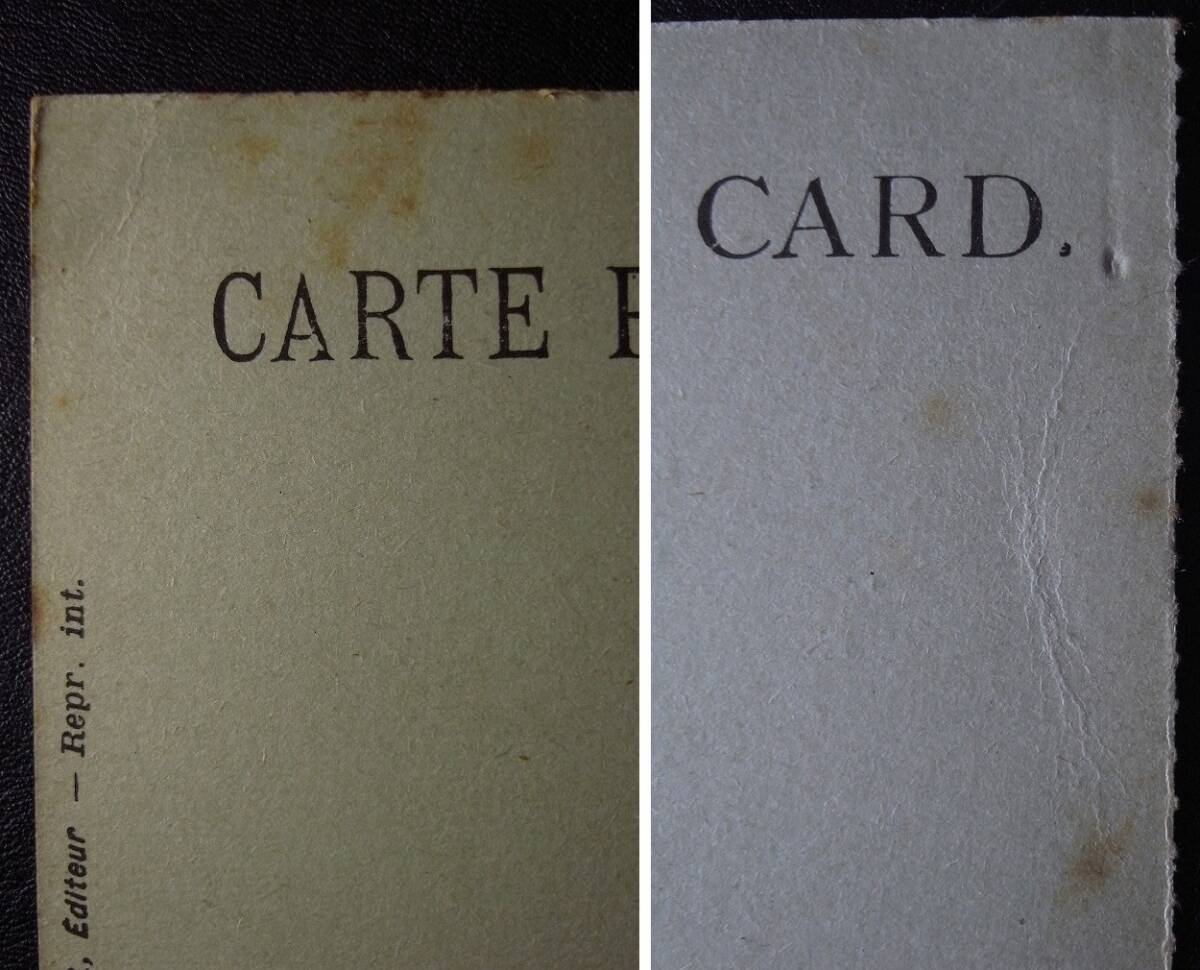 CARTE
CARD.
Editeur — Repr. int.